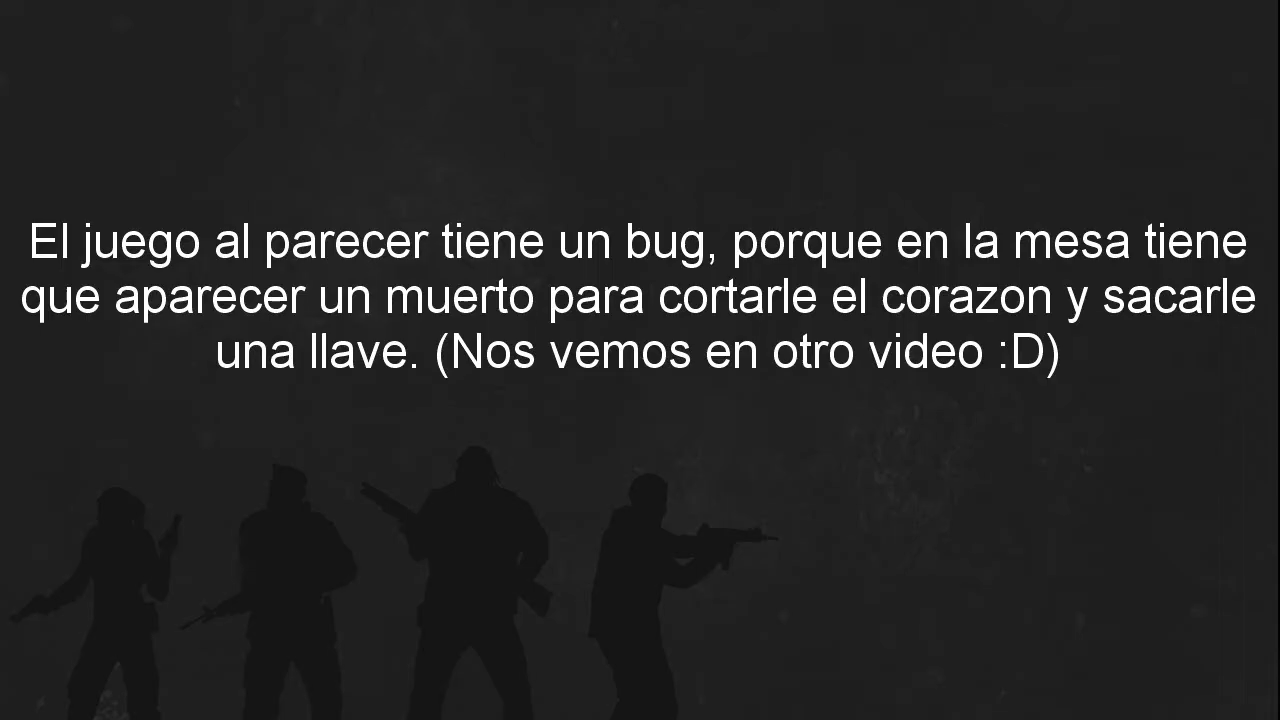 El juego al parecer tiene un bug, porque en la mesa tiene
que aparecer un muerto para cortarle el corazon y sacarle
una llave. (Nos vemos en otro video :D)